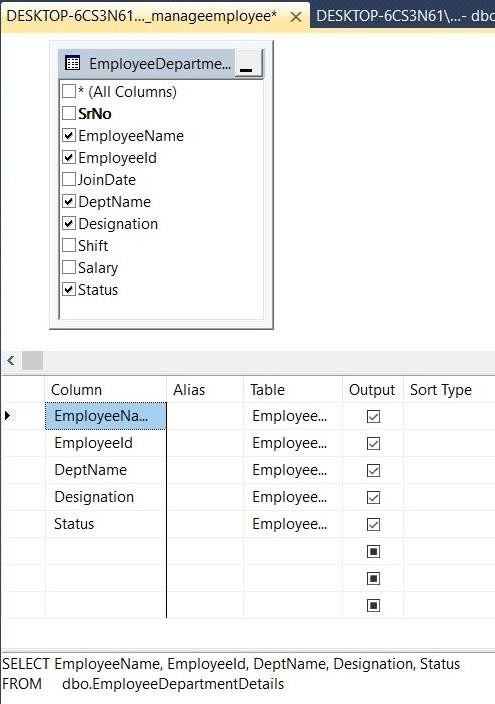 DESKTOP-6CS3N61..._manageemployee* DESKTOP-6CS3N61\...- dbo
EmployeeDepartme...
* (All Columns)
SrNo
EmployeeName
EmployeeId
JoinDate
DeptName
Designation
Shift
Salary
Status
Column Alias Table Output Sort Type
EmployeeNa... Employee...
EmployeeId Employee...
DeptName Employee...
Designation Employee...
Status Employee...
SELECT EmployeeName, EmployeeId, DeptName, Designation, Status
FROM dbo.EmployeeDepartmentDetails